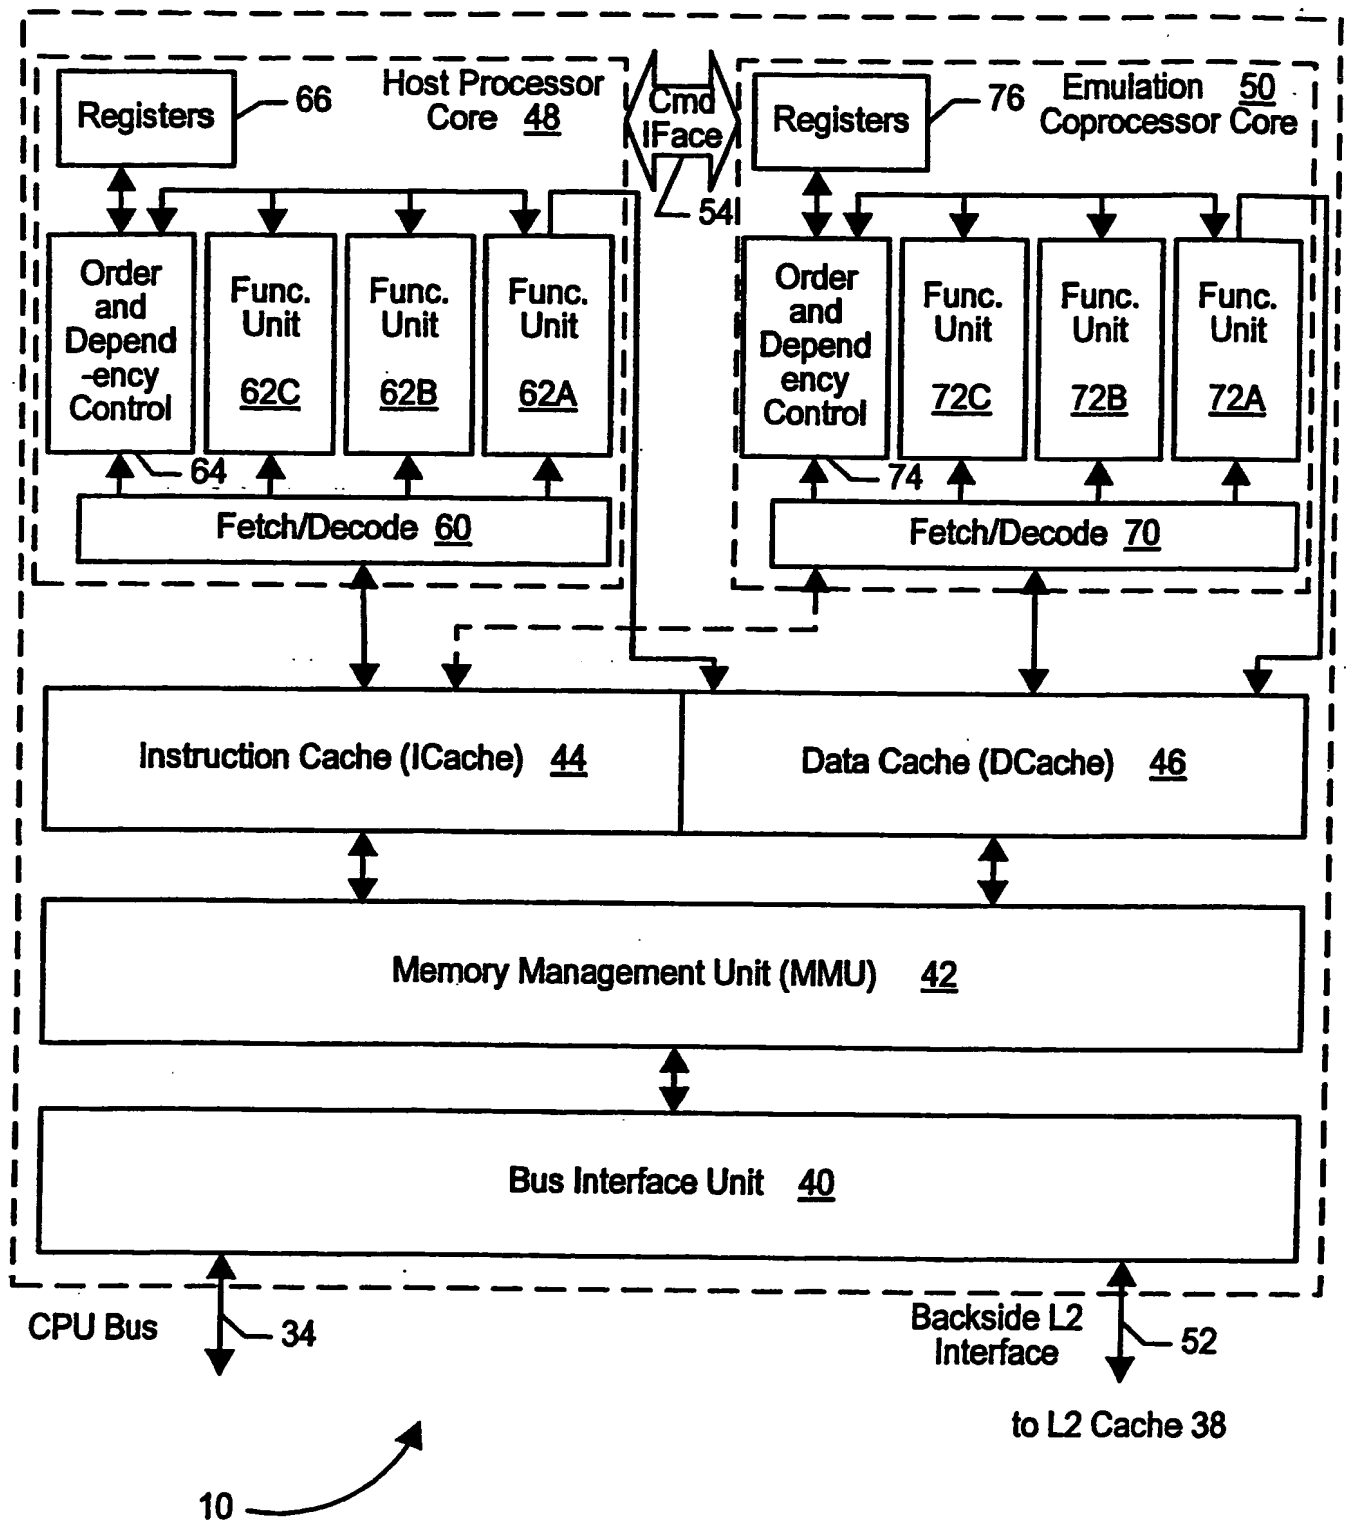 Registers
66
Host Processor
Core 48
Cmd
IFace
54
Registers
76
Emulation 50
Coprocessor Core
Order
and
Depend
-ency
Control
64
Func.
Unit
62C
Func.
Unit
62B
Func.
Unit
62A
Order
and
Depend
ency
Control
74
Func.
Unit
72C
Func.
Unit
72B
Func.
Unit
72A
Fetch/Decode 60
Fetch/Decode 70
Instruction Cache (ICache) 44
Data Cache (DCache) 46
Memory Management Unit (MMU) 42
Bus Interface Unit 40
CPU Bus
34
Backside L2
Interface
52
to L2 Cache 38
10